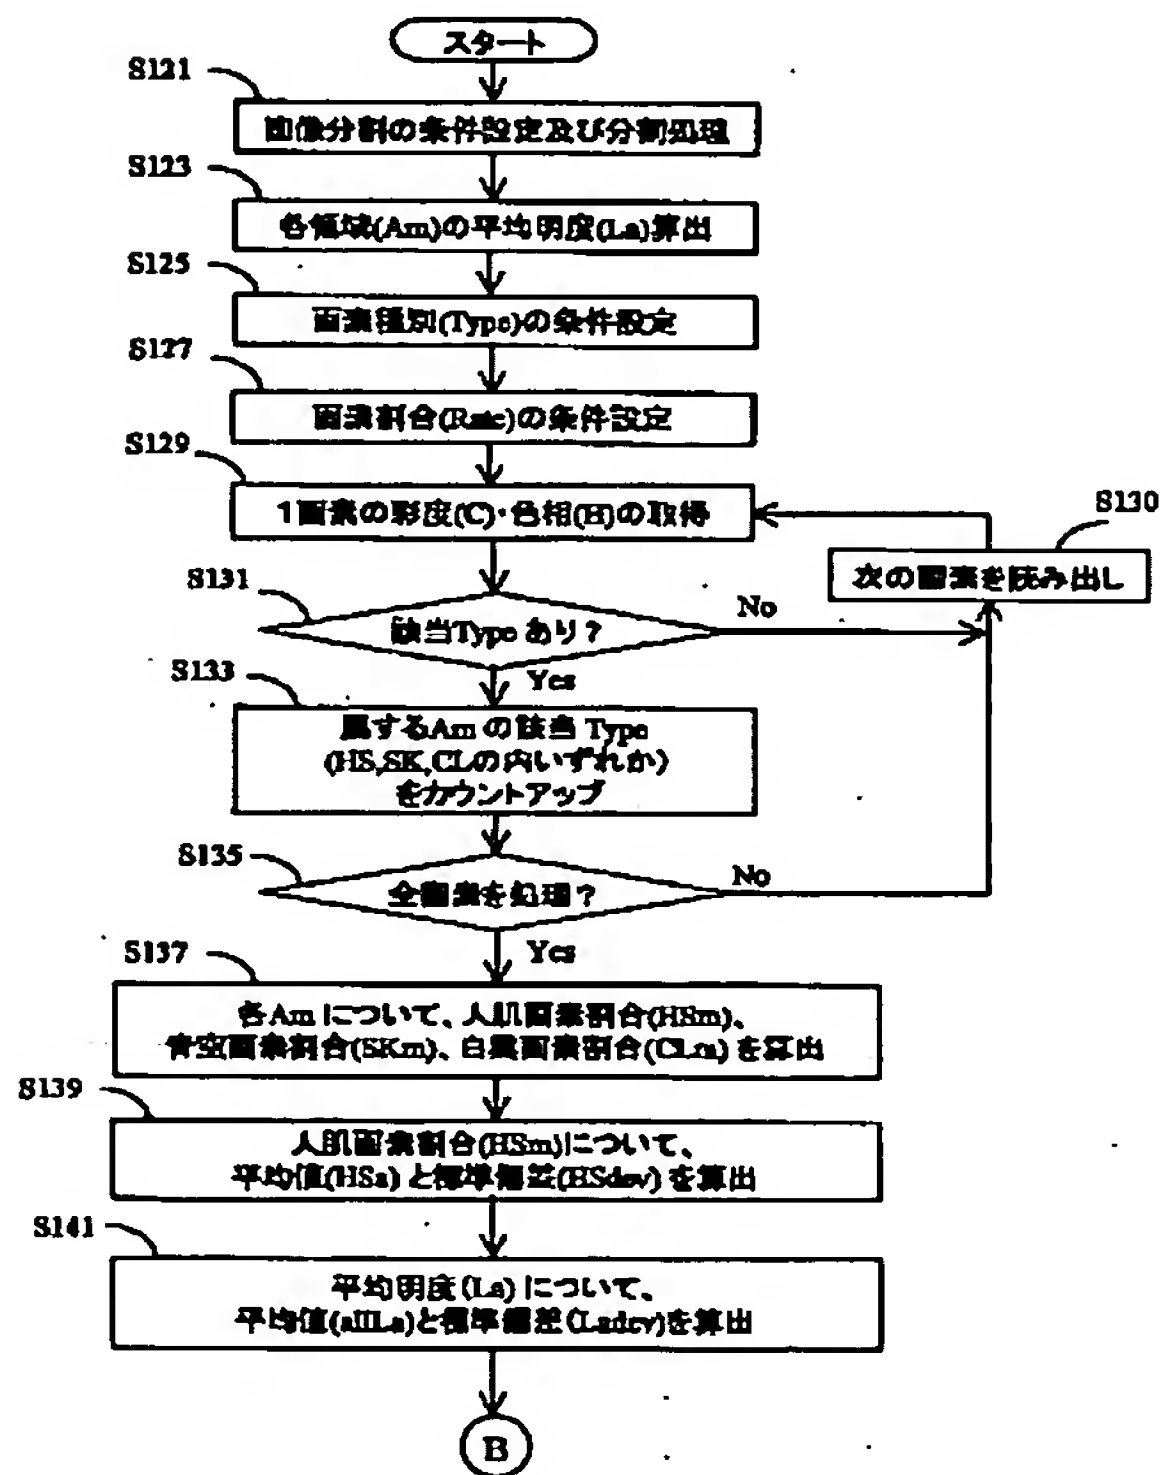 スタート
S121
画像分割の条件設定及び分割処理
S123
各領域(Am)の平均明度(La)算出
S125
画素種別(Type)の条件設定
S127
画素割合(Rate)の条件設定
S129
1画素の彩度(C)・色相(H)の取得
S130
次の画素を読み出し
S131
該当Typeあり?
No
Yes
S133
属するAmの該当Type
(HS,SK,CLの内いずれか)
をカウントアップ
S135
全画素を処理?
No
Yes
S137
各Amについて、人肌画素割合(HSm)、
青空画素割合(SKm)、白雲画素割合(CLm)を算出
S139
人肌画素割合(HSm)について、
平均値(HSa)と標準偏差(HSdev)を算出
S141
平均明度(La)について、
平均値(allLa)と標準偏差(Ladev)を算出
B